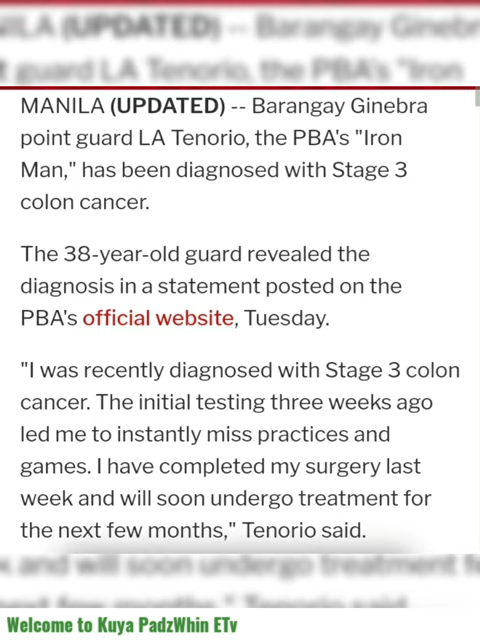 MANILA (UPDATED) -- Barangay Ginebra
point guard LA Tenorio, the PBA's "Iron
Man," has been diagnosed with Stage 3
colon cancer.
The 38-year-old guard revealed the
diagnosis in a statement posted on the
PBA's official website, Tuesday.
"I was recently diagnosed with Stage 3 colon
cancer. The initial testing three weeks ago
led me to instantly miss practices and
games. I have completed my surgery last
week and will soon undergo treatment for
the next few months," Tenorio said.
Welcome to Kuya PadzWhin ETv